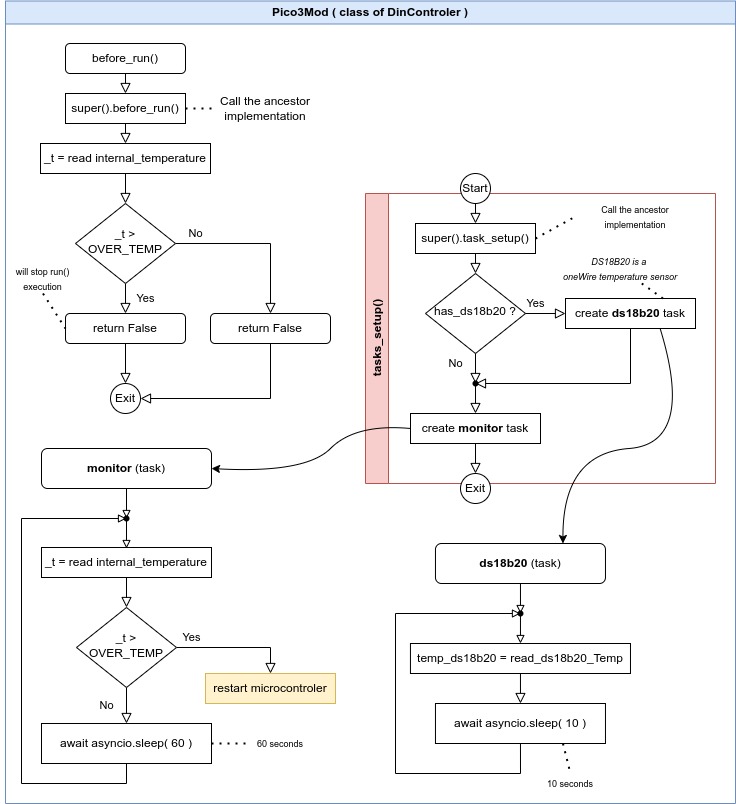 Pico3Mod ( class of DinControler )
before_run()
super().before_run()
Call the ancestor
implementation
_t = read internal_temperature
_t >
OVER_TEMP
No
Yes
will stop run()
execution
return False
return False
Exit
tasks_setup()
Start
super().task_setup()
Call the ancestor
implementation
DS18B20 is a
oneWire temperature sensor
has_ds18b20 ?
Yes
create ds18b20 task
No
create monitor task
Exit
monitor (task)
_t = read internal_temperature
_t >
OVER_TEMP
Yes
restart microcontroler
No
await asyncio.sleep( 60 )
60 seconds
ds18b20 (task)
temp_ds18b20 = read_ds18b20_Temp
await asyncio.sleep( 10 )
10 seconds